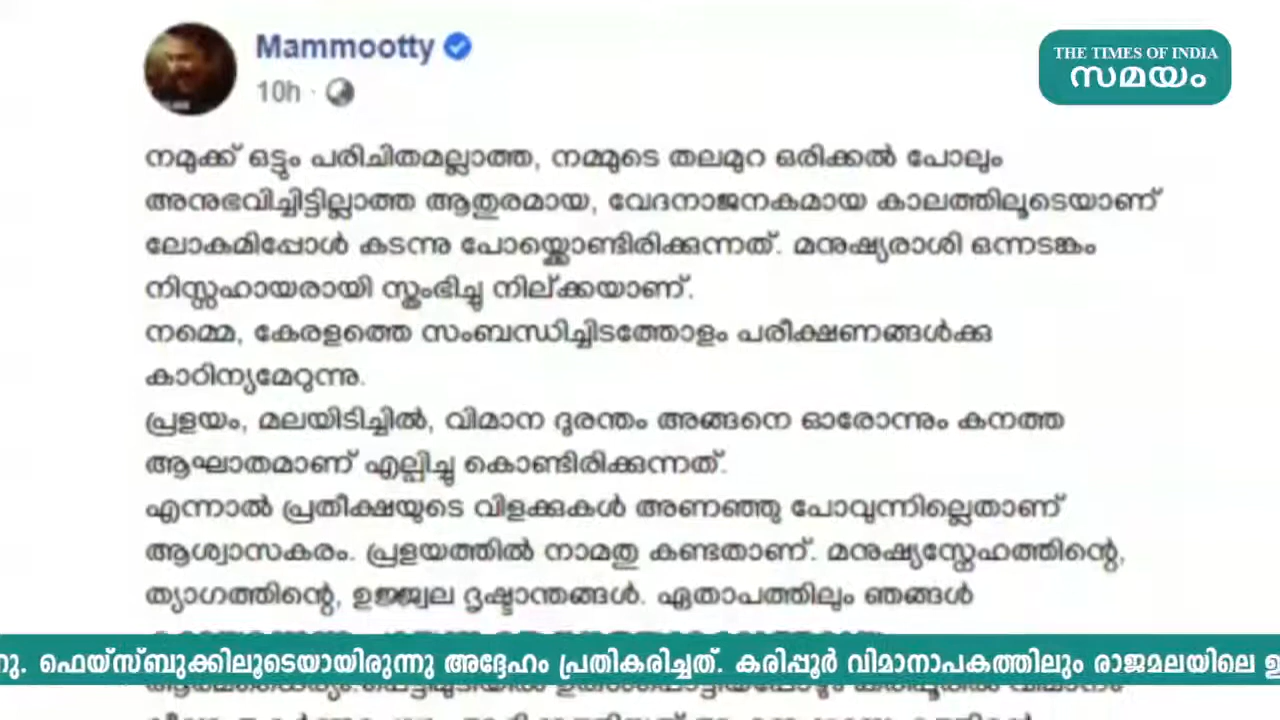 Mammootty
10h ·
THE TIMES OF INDIA
സമയം
നമുക്ക് ഒട്ടും പരിചിതമല്ലാത്ത, നമ്മുടെ തലമുറ ഒരിക്കൽ പോലും
അനുഭവിച്ചിട്ടില്ലാത്ത ആതുരമായ, വേദനാജനകമായ കാലത്തിലൂടെയാണ്
ലോകമിപ്പോൾ കടന്നു പോയ്ക്കൊണ്ടിരിക്കുന്നത്. മനുഷ്യരാശി ഒന്നടങ്കം
നിസ്സഹായരായി സ്തംഭിച്ചു നില്ക്കയാണ്.
നമ്മെ, കേരളത്തെ സംബന്ധിച്ചിടത്തോളം പരീക്ഷണങ്ങൾക്കു
കാഠിന്യമേറുന്നു.
പ്രളയം, മലയിടിച്ചിൽ, വിമാന ദുരന്തം അങ്ങനെ ഓരോന്നും കനത്ത
ആഘാതമാണ് എല്പിച്ചു കൊണ്ടിരിക്കുന്നത്.
എന്നാൽ പ്രതീക്ഷയുടെ വിളക്കുകൾ അണഞ്ഞു പോവുന്നില്ലെതാണ്
ആശ്വാസകരം. പ്രളയത്തിൽ നാമതു കണ്ടതാണ്. മനുഷ്യസ്നേഹത്തിന്റെ,
ത്യാഗത്തിന്റെ, ഉജ്ജ്വല ദൃഷ്ടാന്തങ്ങൾ. ഏതാപത്തിലും ഞങ്ങൾ
ഫെയ്സ്ബുക്കിലൂടെയായിരുന്നു അദ്ദേഹം പ്രതികരിച്ചത്. കരിപ്പൂർ വിമാനാപകത്തിലും രാജമലയിലെ